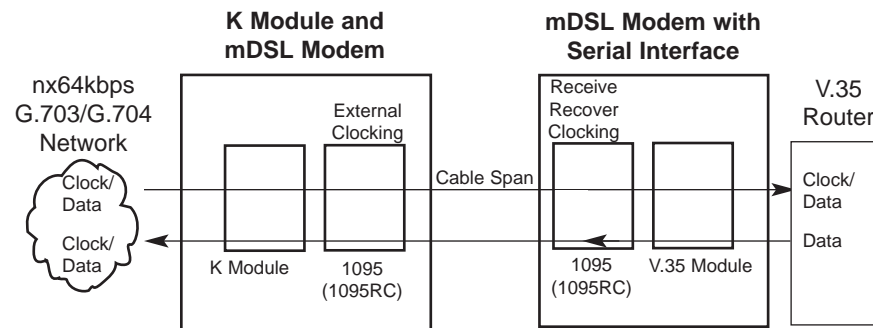 K Module and
mDSL Modem
mDSL Modem with
Serial Interface
nx64kbps
G.703/G.704
Network
External
Clocking
Receive
Recover
Clocking
V.35
Router
Clock/
Data
Cable Span
Clock/
Data
Clock/
Data
Data
K Module
1095
(1095RC)
1095
(1095RC)
V.35 Module